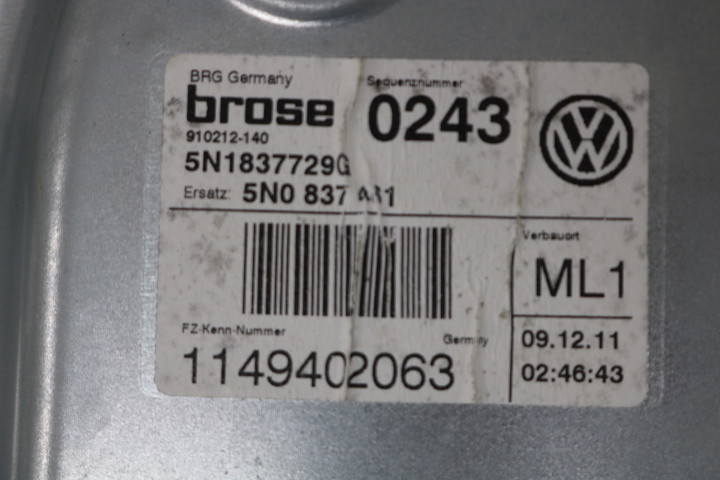 BRG Germany
brose
910212-140
Sequenznummer
0243
5N1837729G
Ersatz: 5N0 837
Verbauort
ML1
FZ-Kenn-Nummer
Germany
1149402063
09.12.11
02:46:43